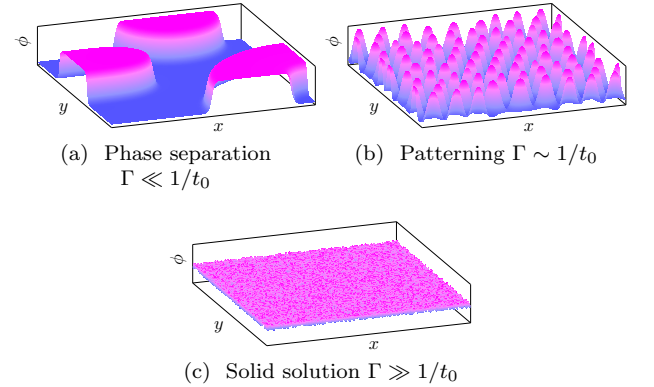 ϕ
y
x
(a) Phase separation
Γ ≪ 1/t₀
ϕ
y
x
(b) Patterning Γ ∼ 1/t₀
ϕ
y
x
(c) Solid solution Γ ≫ 1/t₀